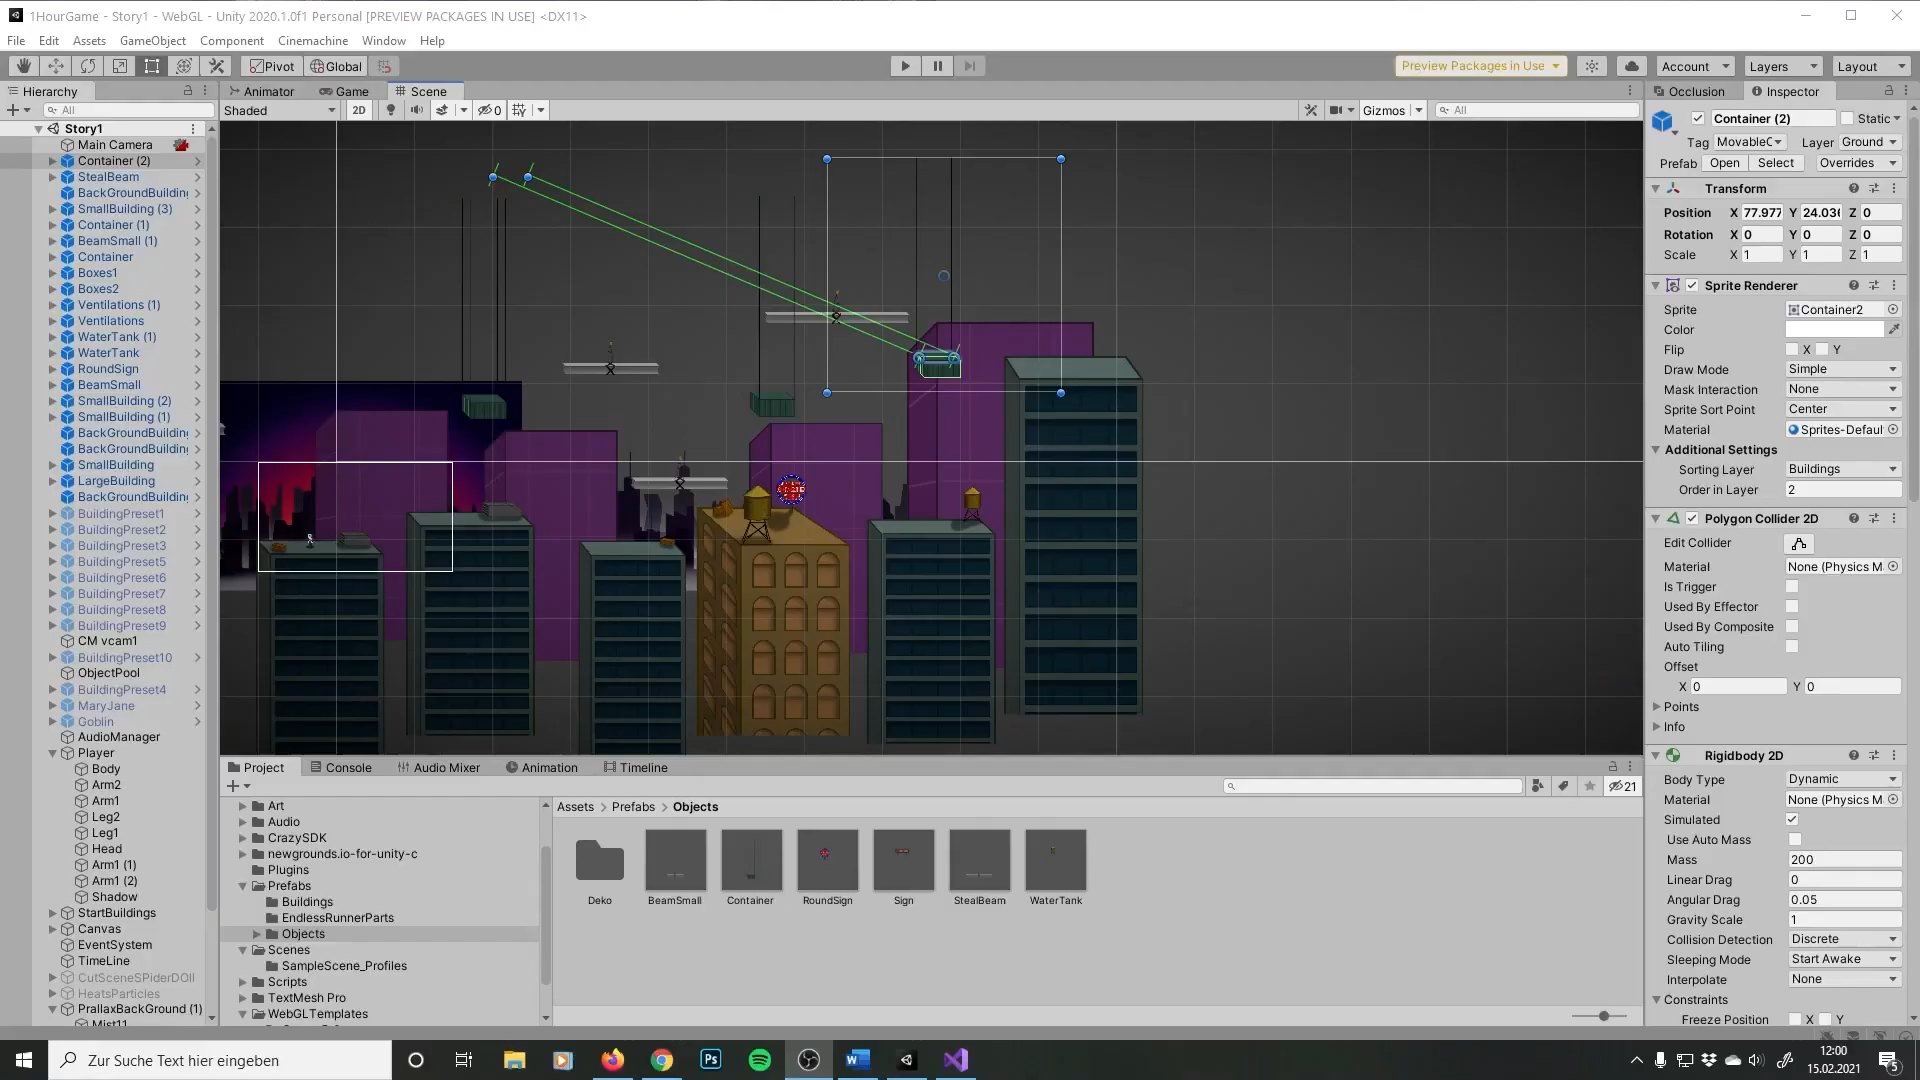 1HourGame - Story1 - WebGL - Unity 2020.1.0f1 Personal [PREVIEW PACKAGES IN USE] <DX11>
File Edit Assets GameObject Component Cinemachine Window Help
Pivot Global Preview Packages in Use Account Layers Layout
Hierarchy
All
Story1
Main Camera
Container (2)
StealBeam
BackGroundBuilding
SmallBuilding (3)
Container (1)
BeamSmall (1)
Container
Boxes1
Boxes2
Ventilations (1)
Ventilations
WaterTank (1)
WaterTank
RoundSign
BeamSmall
SmallBuilding (2)
SmallBuilding (1)
BackGroundBuilding
BackGroundBuilding
SmallBuilding
LargeBuilding
BackGroundBuilding
BuildingPreset1
BuildingPreset2
BuildingPreset3
BuildingPreset5
BuildingPreset6
BuildingPreset7
BuildingPreset8
BuildingPreset9
CM vcam1
BuildingPreset10
ObjectPool
BuildingPreset4
MaryJane
Goblin
AudioManager
Player
Body
Arm2
Arm1
Leg2
Leg1
Head
Arm1 (1)
Arm1 (2)
Shadow
StartBuildings
Canvas
EventSystem
TimeLine
CutSceneSPiderDOll
HeatsParticles
PrallaxBackGround (1)
Mist11
Animator Game Scene
Shaded 2D 0 Gizmos All
Project Console Audio Mixer Animation Timeline
21
Art
Audio
CrazySDK
newgrounds.io-for-unity-c
Plugins
Prefabs
Buildings
EndlessRunnerParts
Objects
Scenes
SampleScene_Profiles
Scripts
TextMesh Pro
WebGLTemplates
Assets > Prefabs > Objects
Deko BeamSmall Container RoundSign Sign StealBeam WaterTank
Occlusion Inspector
Container (2) Static
Tag MovableC Layer Ground
Prefab Open Select Overrides
Transform
Position X 77.977 Y 24.036 Z 0
Rotation X 0 Y 0 Z 0
Scale X 1 Y 1 Z 1
Sprite Renderer
Sprite Container2
Color
Flip X Y
Draw Mode Simple
Mask Interaction None
Sprite Sort Point Center
Material Sprites-Defaul
Additional Settings
Sorting Layer Buildings
Order in Layer 2
Polygon Collider 2D
Edit Collider
Material None (Physics M
Is Trigger
Used By Effector
Used By Composite
Auto Tiling
Offset
X 0 Y 0
Points
Info
Rigidbody 2D
Body Type Dynamic
Material None (Physics M
Simulated
Use Auto Mass
Mass 200
Linear Drag 0
Angular Drag 0.05
Gravity Scale 1
Collision Detection Discrete
Sleeping Mode Start Awake
Interpolate None
Constraints
Freeze Position X Y
Zur Suche Text hier eingeben
Ps
W
12:00
15.02.2021
5